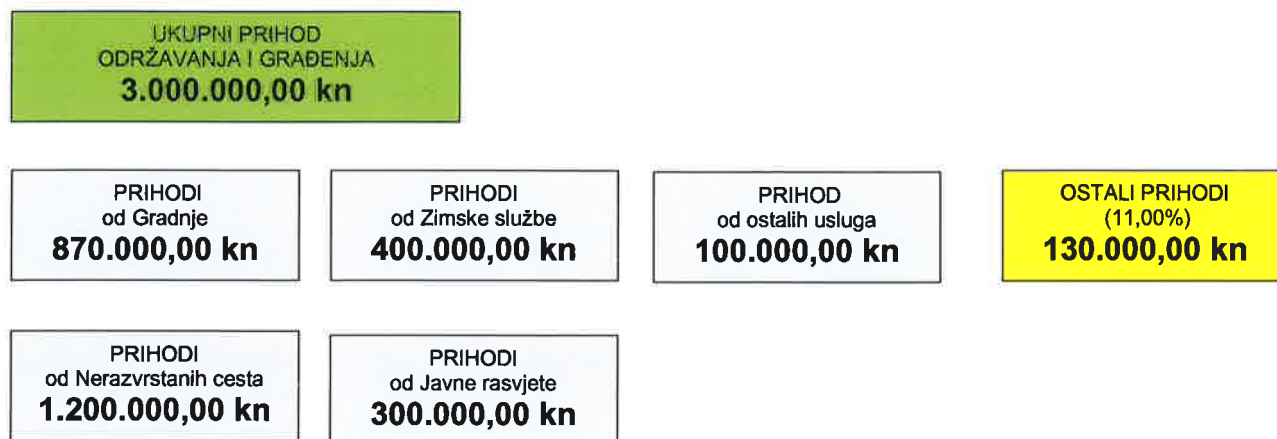 UKUPNI PRIHOD
ODRŽAVANJA I GRAĐENJA
3.000.000,00 kn
PRIHODI
od Gradnje
870.000,00 kn
PRIHODI
od Zimske službe
400.000,00 kn
PRIHOD
od ostalih usluga
100.000,00 kn
OSTALI PRIHODI
(11,00%)
130.000,00 kn
PRIHODI
od Nerazvrstanih cesta
1.200.000,00 kn
PRIHODI
od Javne rasvjete
300.000,00 kn